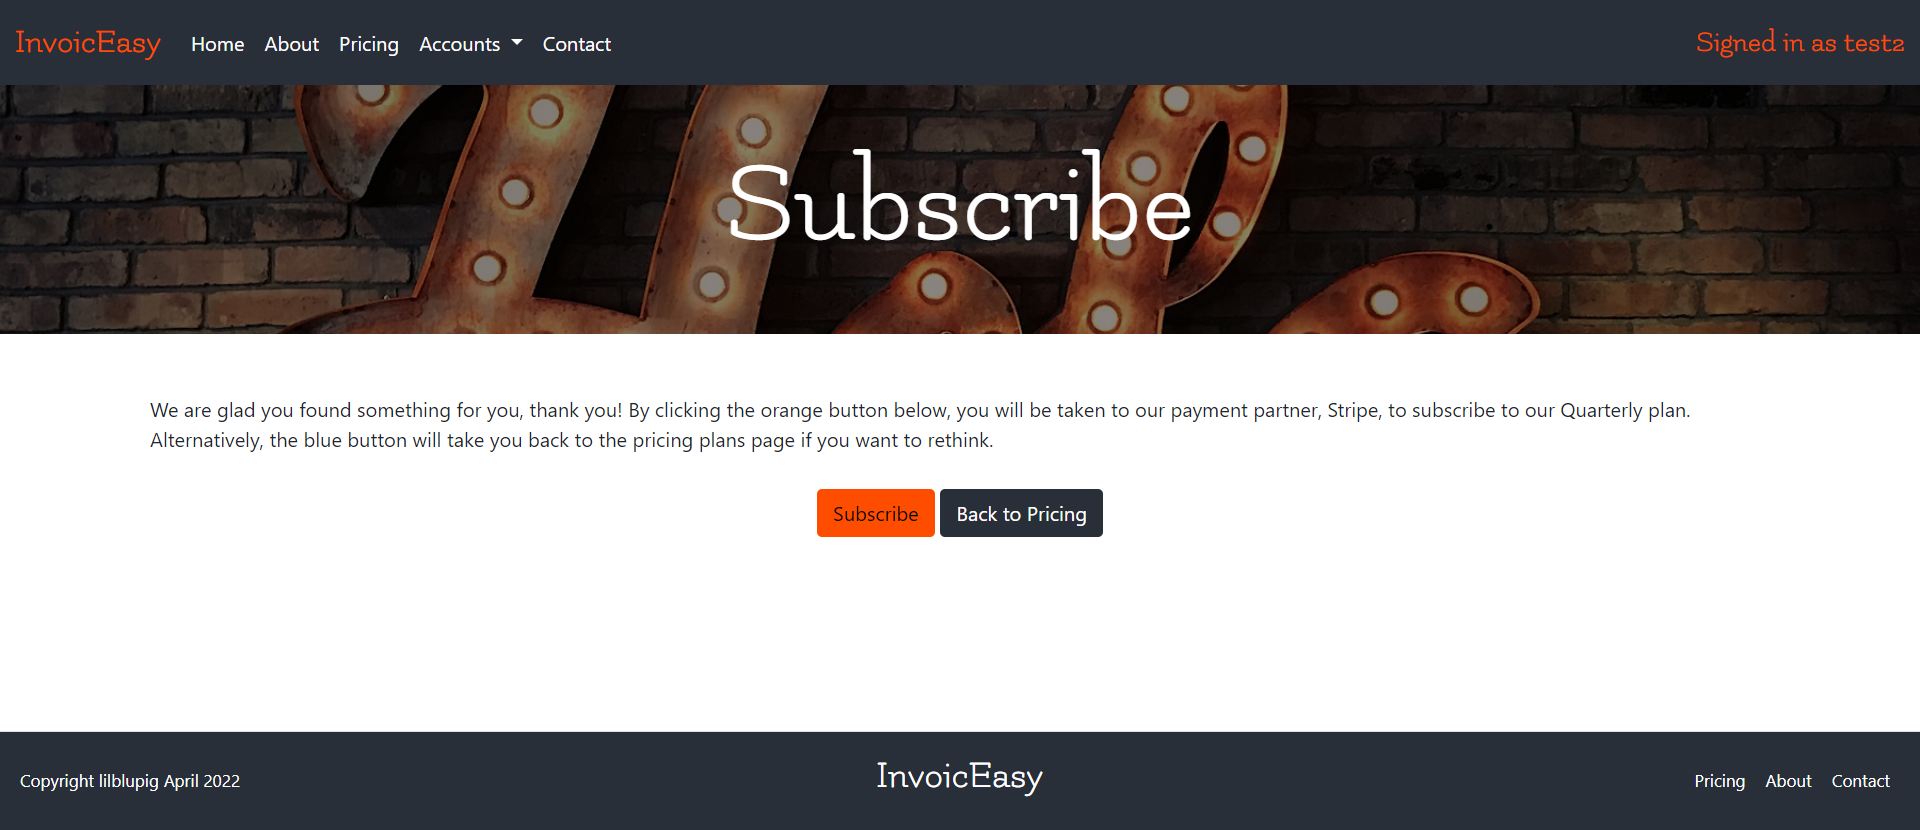 InvoicEasy Home About Pricing Accounts Contact Signed in as test2
Subscribe
We are glad you found something for you, thank you! By clicking the orange button below, you will be taken to our payment partner, Stripe, to subscribe to our Quarterly plan.
Alternatively, the blue button will take you back to the pricing plans page if you want to rethink.
Subscribe Back to Pricing
Copyright lilblupig April 2022 InvoicEasy Pricing About Contact